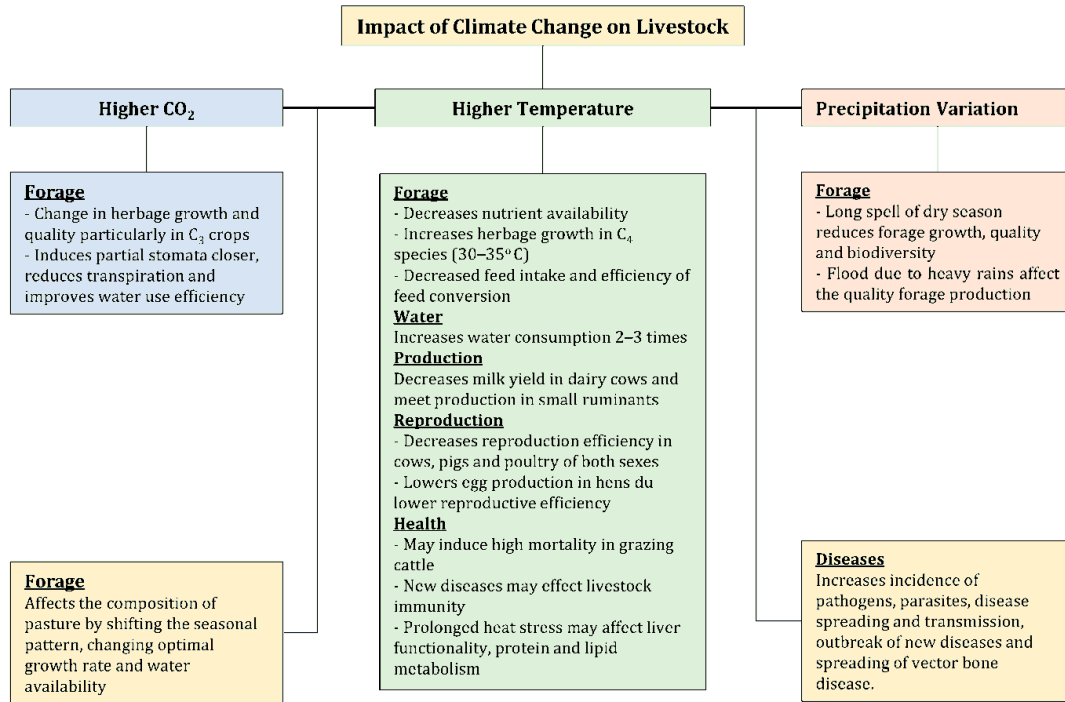 Impact of Climate Change on Livestock
Higher CO₂
Higher Temperature
Precipitation Variation
Forage
- Change in herbage growth and
quality particularly in C₃ crops
- Induces partial stomata closer,
reduces transpiration and
improves water use efficiency
Forage
- Decreases nutrient availability
- Increases herbage growth in C₄
species (30–35° C)
- Decreased feed intake and efficiency of
feed conversion
Water
Increases water consumption 2–3 times
Production
Decreases milk yield in dairy cows and
meet production in small ruminants
Reproduction
- Decreases reproduction efficiency in
cows, pigs and poultry of both sexes
- Lowers egg production in hens du
lower reproductive efficiency
Health
- May induce high mortality in grazing
cattle
- New diseases may effect livestock
immunity
- Prolonged heat stress may affect liver
functionality, protein and lipid
metabolism
Forage
- Long spell of dry season
reduces forage growth, quality
and biodiversity
- Flood due to heavy rains affect
the quality forage production
Forage
Affects the composition of
pasture by shifting the seasonal
pattern, changing optimal
growth rate and water
availability
Diseases
Increases incidence of
pathogens, parasites, disease
spreading and transmission,
outbreak of new diseases and
spreading of vector bone
disease.